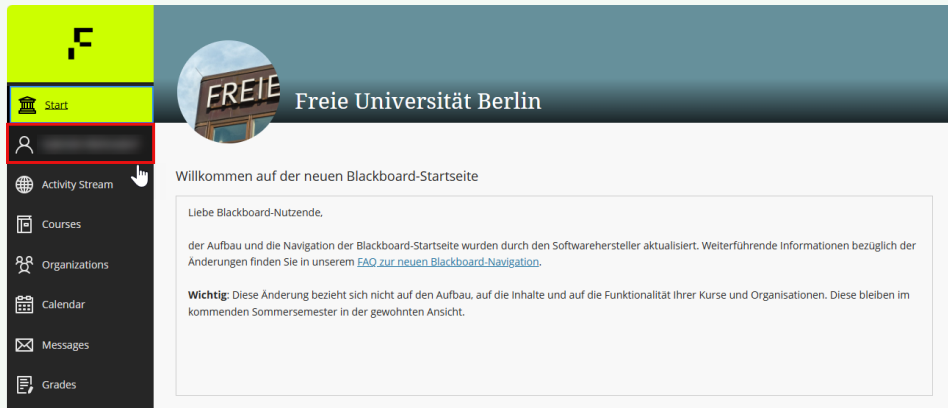 Start
Activity Stream
Courses
Organizations
Calendar
Messages
Grades
FREIE
Freie Universität Berlin
Willkommen auf der neuen Blackboard-Startseite
Liebe Blackboard-Nutzende,
der Aufbau und die Navigation der Blackboard-Startseite wurden durch den Softwarehersteller aktualisiert. Weiterführende Informationen bezüglich der
Änderungen finden Sie in unserem FAQ zur neuen Blackboard-Navigation.
Wichtig: Diese Änderung bezieht sich nicht auf den Aufbau, auf die Inhalte und auf die Funktionalität Ihrer Kurse und Organisationen. Diese bleiben im
kommenden Sommersemester in der gewohnten Ansicht.